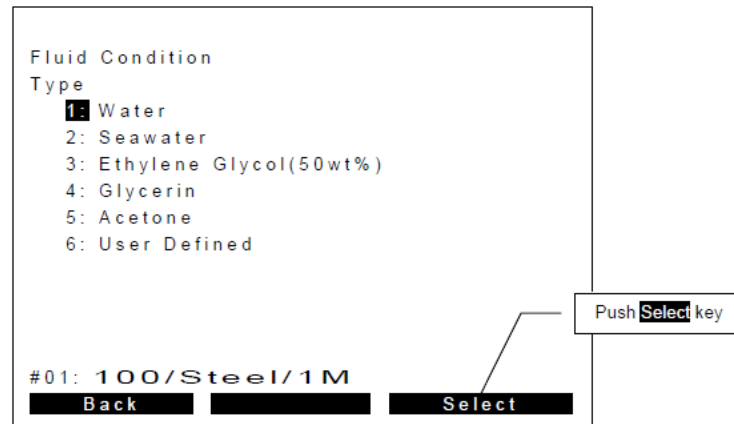 Fluid Condition
Type
1: Water
2: Seawater
3: Ethylene Glycol(50wt%)
4: Glycerin
5: Acetone
6: User Defined
Push Select key
#01: 100/Steel/1M
Back Select